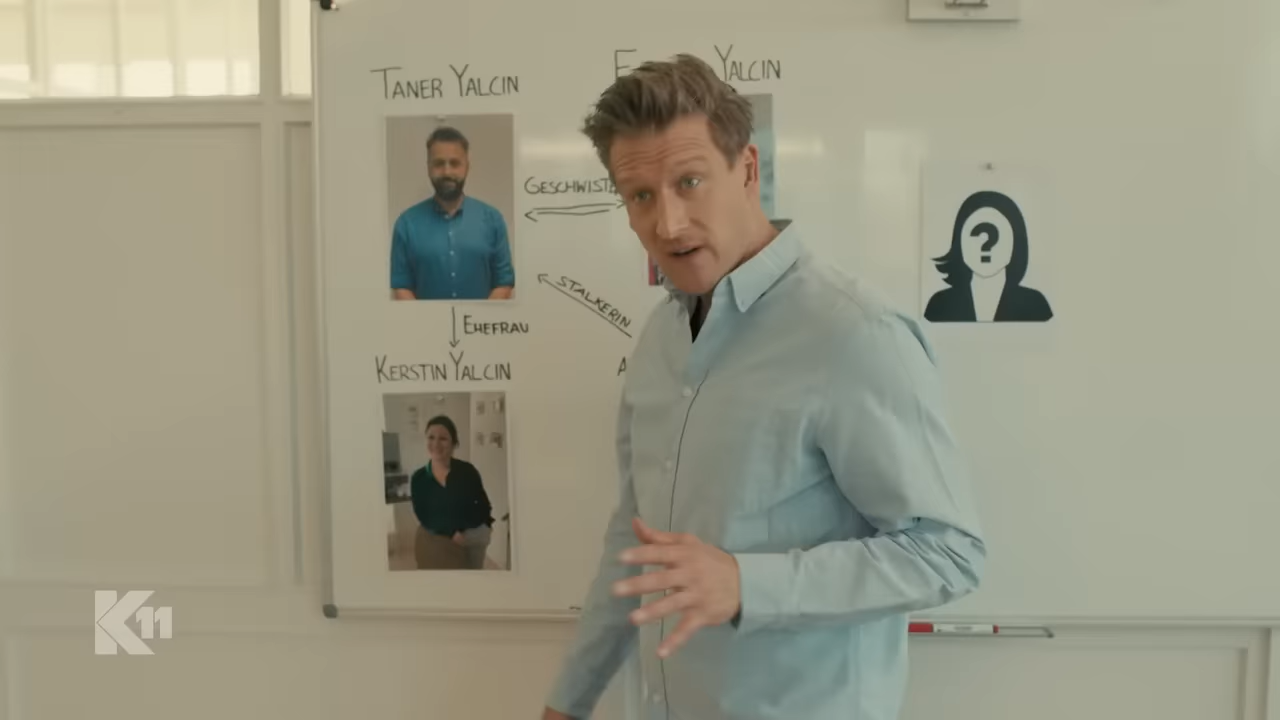 TANER YALCIN
YALCIN
GESCHWISTE
STALKERIN
EHEFRAU
KERSTIN YALCIN
?
K11